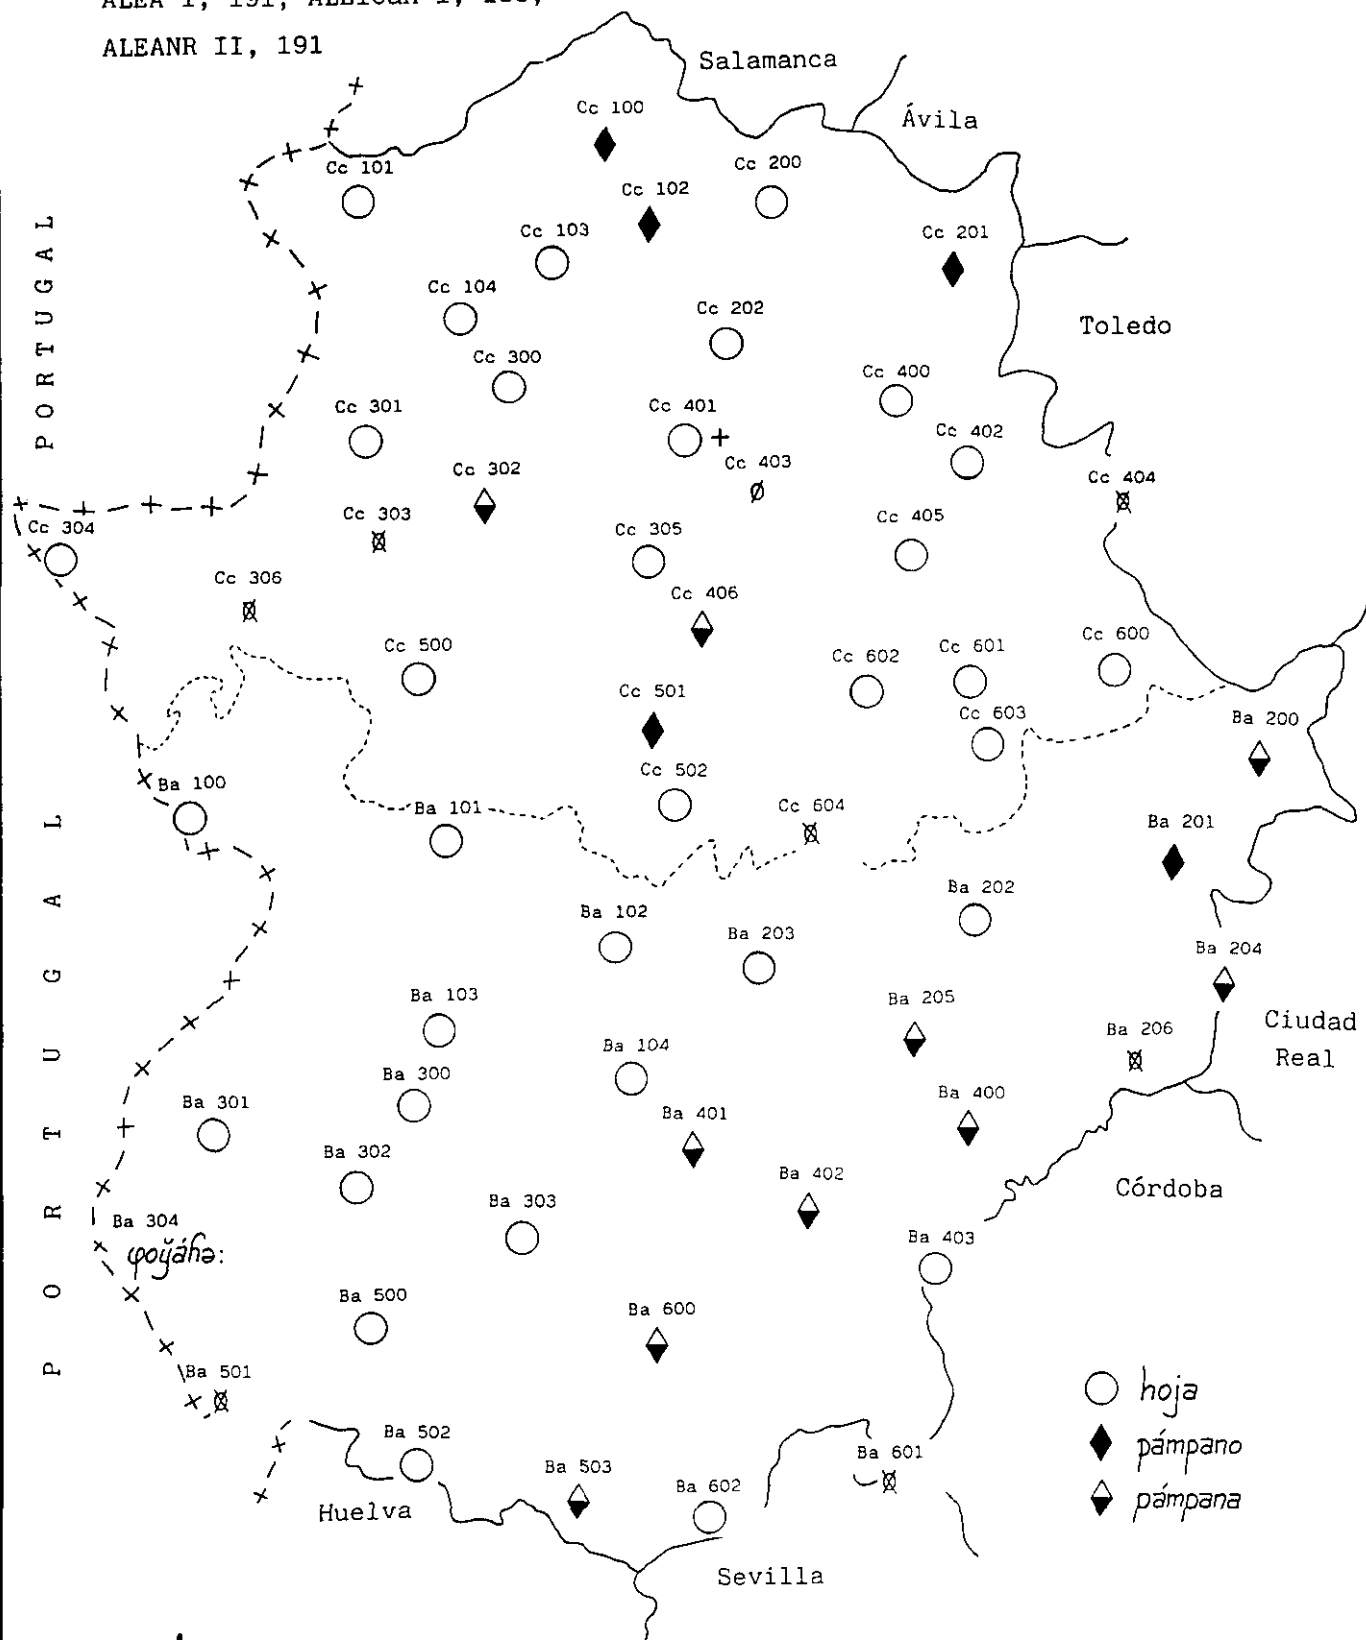 ALEANR II, 191
Salamanca
Ávila
Cc 100
Cc 101
Cc 200
Cc 102
Cc 103
Cc 201
Cc 104
Cc 202
Toledo
Cc 300
Cc 400
Cc 301
Cc 401
Cc 402
Cc 302
Cc 403
Cc 404
Cc 303
Cc 304
Cc 305
Cc 405
Cc 306
Cc 406
Cc 500
Cc 602
Cc 601
Cc 600
Cc 501
Cc 603
Ba 200
Cc 502
Ba 100
Ba 101
Cc 604
Ba 201
PORTUGAL
Ba 202
Ba 102
Ba 203
Ba 204
Ba 103
Ba 205
Ciudad
Real
Ba 206
Ba 104
Ba 300
Ba 301
Ba 401
Ba 400
Ba 302
Ba 402
Córdoba
Ba 303
Ba 304
Ba 403
Ba 500
Ba 600
PORTUGAL
Ba 501
hoja
pámpano
pámpana
Ba 502
Ba 503
Ba 602
Ba 601
Huelva
Sevilla